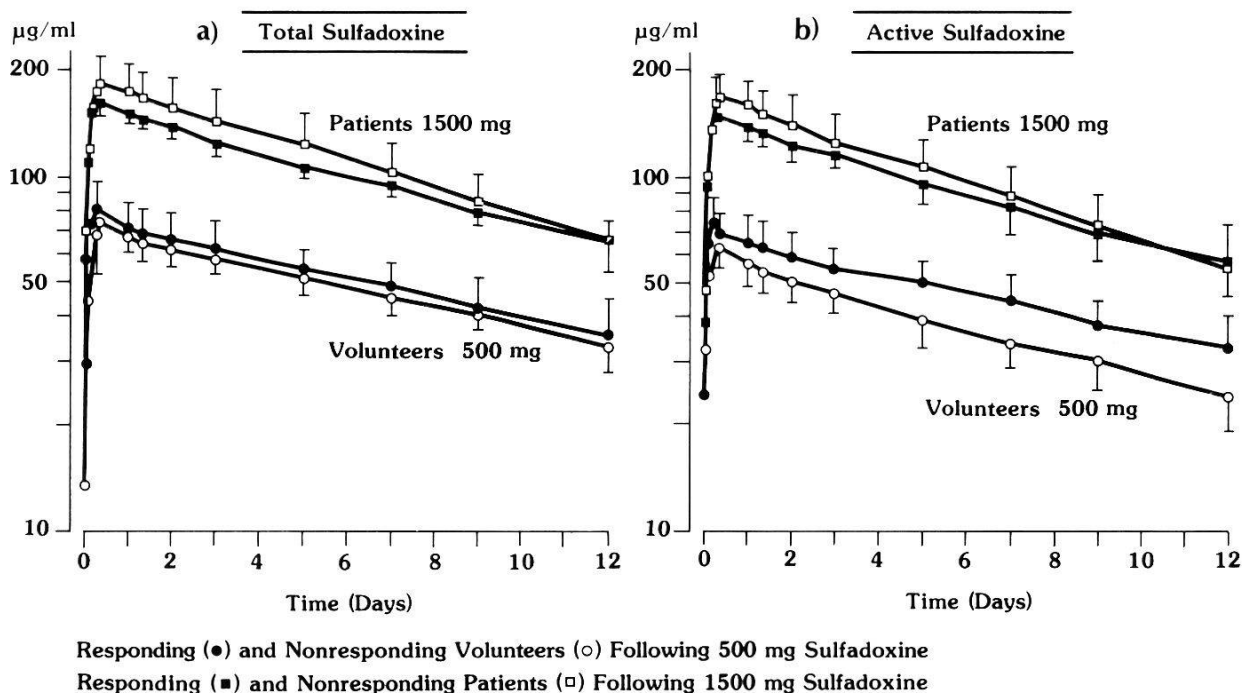 a) Total Sulfadoxine
µg/ml
200
100
50
10
Patients 1500 mg
Volunteers 500 mg
0 2 4 6 8 10 12
Time (Days)
b) Active Sulfadoxine
µg/ml
200
100
50
10
Patients 1500 mg
Volunteers 500 mg
0 2 4 6 8 10 12
Time (Days)
Responding (●) and Nonresponding Volunteers (○) Following 500 mg Sulfadoxine
Responding (■) and Nonresponding Patients (□) Following 1500 mg Sulfadoxine